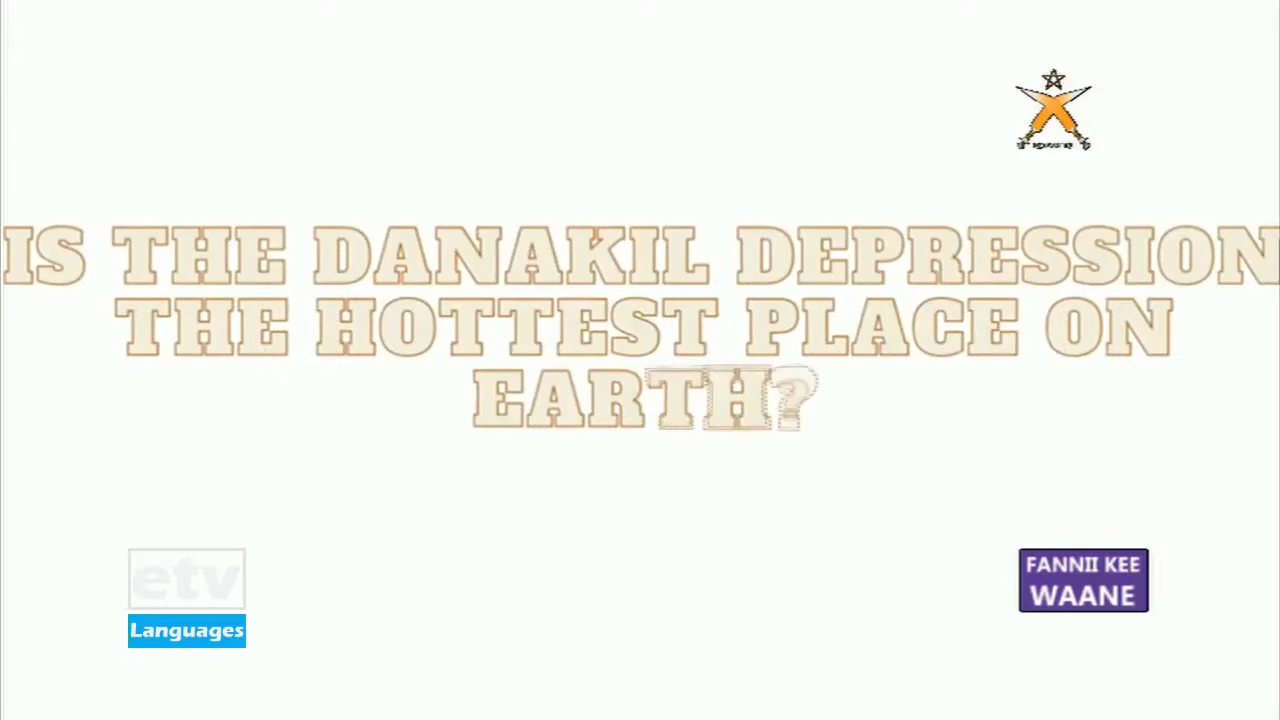 IS THE DANAKIL DEPRESSION
THE HOTTEST PLACE ON
EARTH?
etv
Languages
FANNII KEE
WAANE